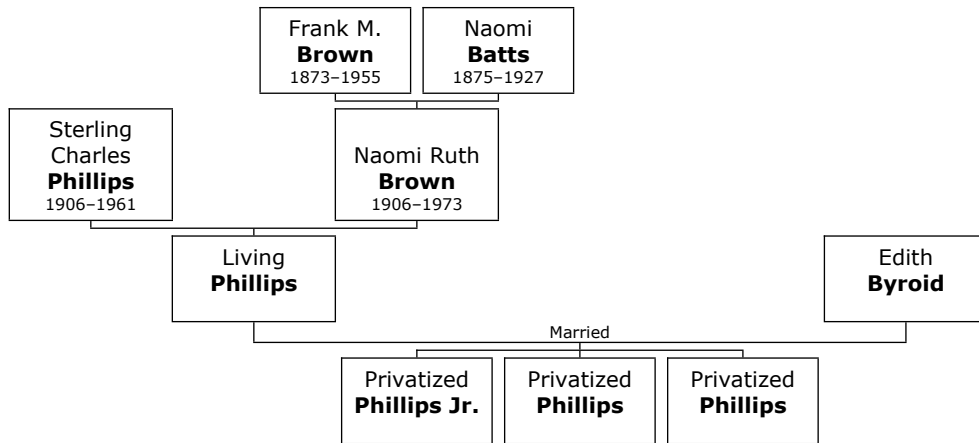 Frank M.
Brown
1873–1955
Naomi
Batts
1875–1927
Sterling
Charles
Phillips
1906–1961
Naomi Ruth
Brown
1906–1973
Living
Phillips
Edith
Byroid
Married
Privatized
Phillips Jr.
Privatized
Phillips
Privatized
Phillips